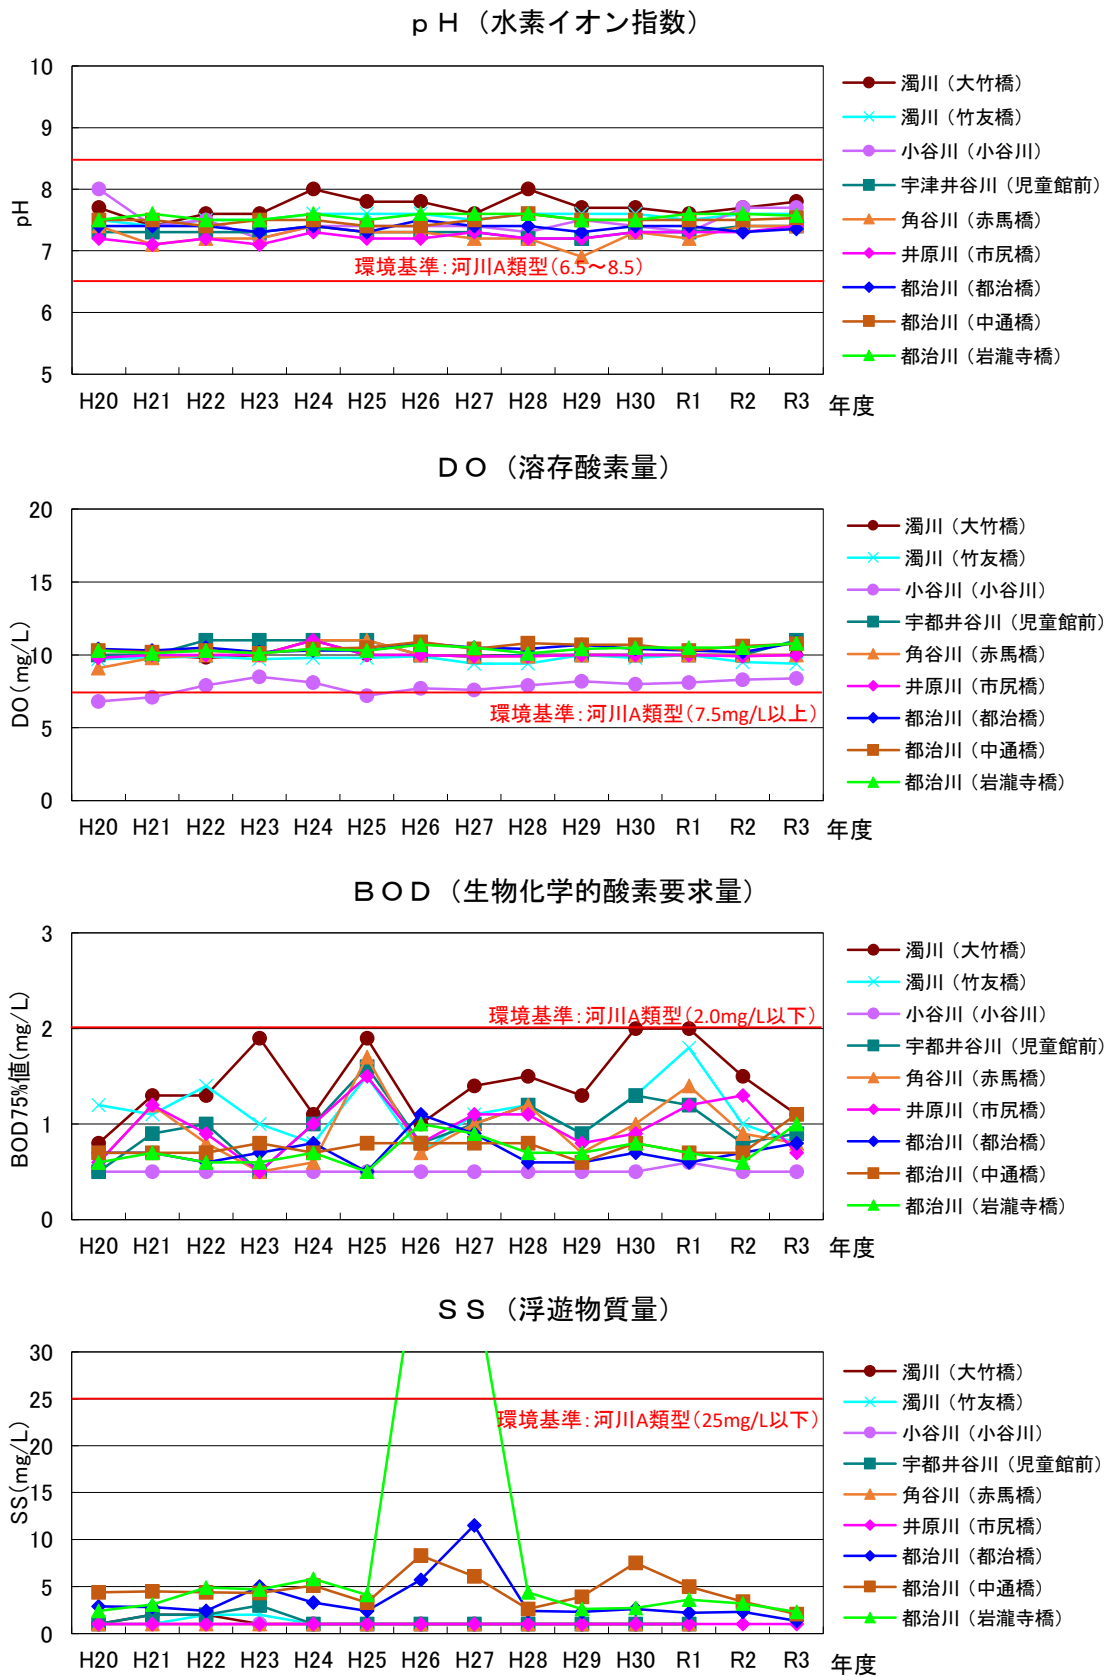 ｐＨ（水素イオン指数）
10
9
8
7
6
5
pH
環境基準：河川A類型（6.5～8.5）
H20 H21 H22 H23 H24 H25 H26 H27 H28 H29 H30 R1 R2 R3 年度
濁川（大竹橋）
濁川（竹友橋）
小谷川（小谷川）
宇津井谷川（児童館前）
角谷川（赤馬橋）
井原川（市尻橋）
都治川（都治橋）
都治川（中通橋）
都治川（岩瀧寺橋）
ＤＯ（溶存酸素量）
20
15
10
5
0
DO（mg/L）
環境基準：河川A類型（7.5mg/L以上）
H20 H21 H22 H23 H24 H25 H26 H27 H28 H29 H30 R1 R2 R3 年度
濁川（大竹橋）
濁川（竹友橋）
小谷川（小谷川）
宇都井谷川（児童館前）
角谷川（赤馬橋）
井原川（市尻橋）
都治川（都治橋）
都治川（中通橋）
都治川（岩瀧寺橋）
ＢＯＤ（生物化学的酸素要求量）
3
2
1
0
BOD75%値(mg/L)
環境基準：河川A類型（2.0mg/L以下）
H20 H21 H22 H23 H24 H25 H26 H27 H28 H29 H30 R1 R2 R3 年度
濁川（大竹橋）
濁川（竹友橋）
小谷川（小谷川）
宇都井谷川（児童館前）
角谷川（赤馬橋）
井原川（市尻橋）
都治川（都治橋）
都治川（中通橋）
都治川（岩瀧寺橋）
ＳＳ（浮遊物質量）
30
25
20
15
10
5
0
SS(mg/L)
環境基準：河川A類型（25mg/L以下）
H20 H21 H22 H23 H24 H25 H26 H27 H28 H29 H30 R1 R2 R3 年度
濁川（大竹橋）
濁川（竹友橋）
小谷川（小谷川）
宇都井谷川（児童館前）
角谷川（赤馬橋）
井原川（市尻橋）
都治川（都治橋）
都治川（中通橋）
都治川（岩瀧寺橋）